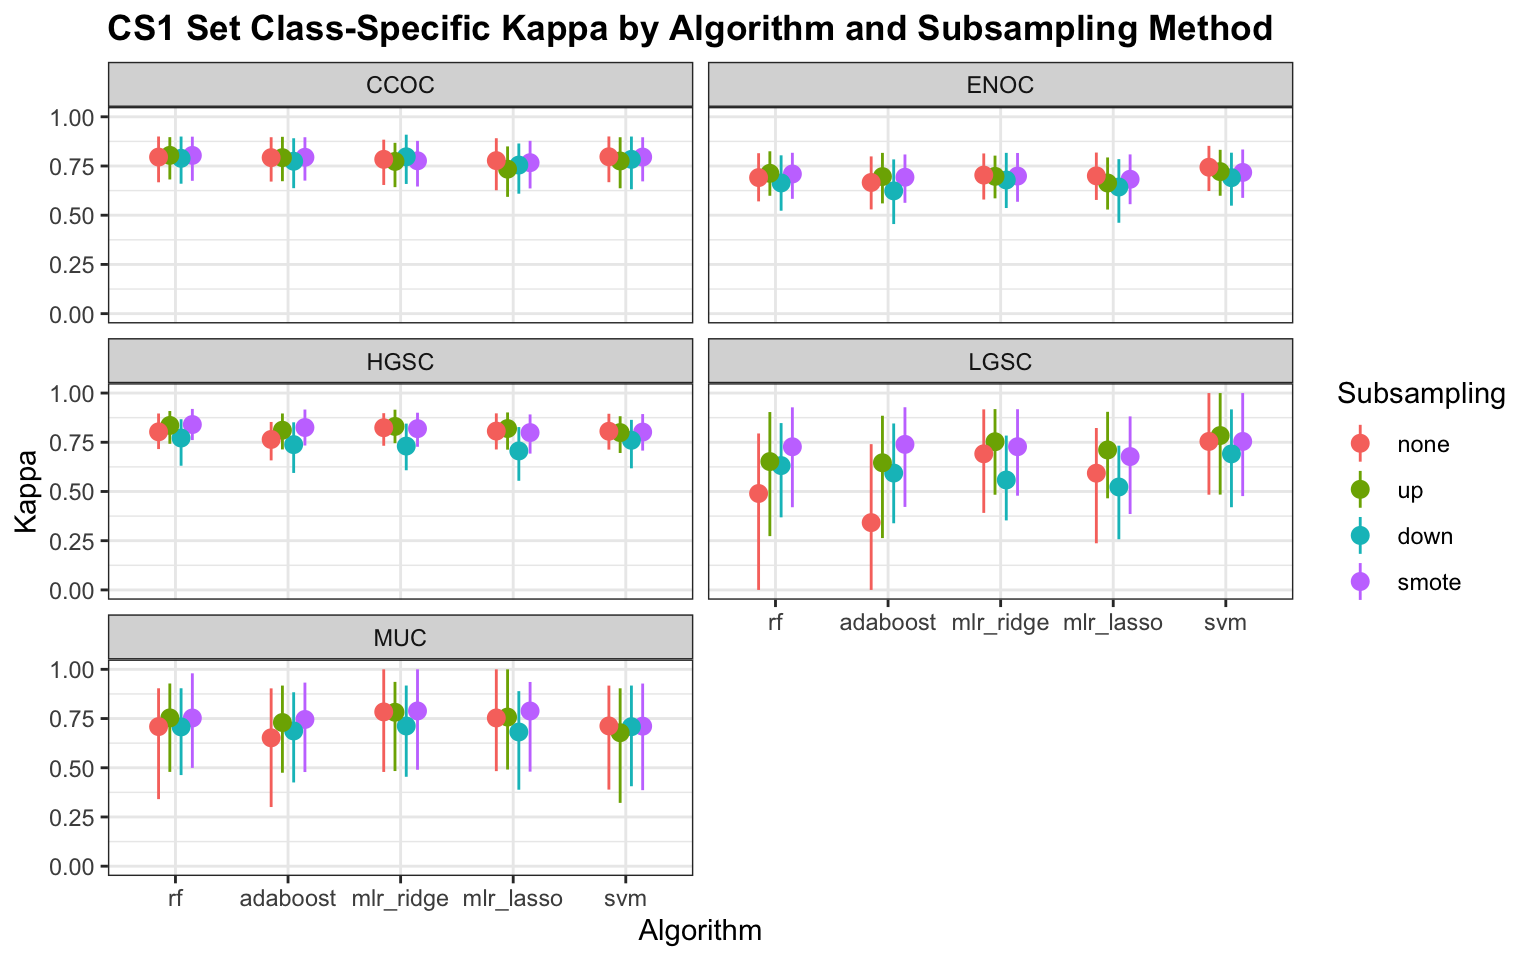 CS1 Set Class-Specific Kappa by Algorithm and Subsampling Method
CCOC
ENOC
1.00
0.75
0.50
0.25
0.00
HGSC
LGSC
1.00
0.75
0.50
0.25
0.00
rf adaboost mlr_ridge mlr_lasso svm
MUC
1.00
0.75
0.50
0.25
0.00
rf adaboost mlr_ridge mlr_lasso svm
Kappa
Algorithm
Subsampling
none
up
down
smote